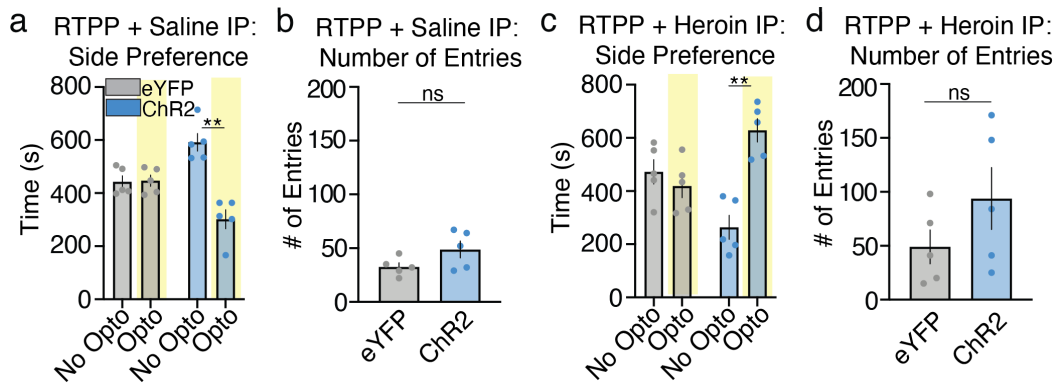 a
RTPP + Saline IP:
Side Preference
800
600
400
200
0
Time (s)
eYFP
ChR2
**
No Opto
Opto
No Opto
Opto
b
RTPP + Saline IP:
Number of Entries
200
150
100
50
0
# of Entries
ns
eYFP
ChR2
c
RTPP + Heroin IP:
Side Preference
800
600
400
200
0
Time (s)
**
No Opto
Opto
No Opto
Opto
d
RTPP + Heroin IP:
Number of Entries
200
150
100
50
0
# of Entries
ns
eYFP
ChR2